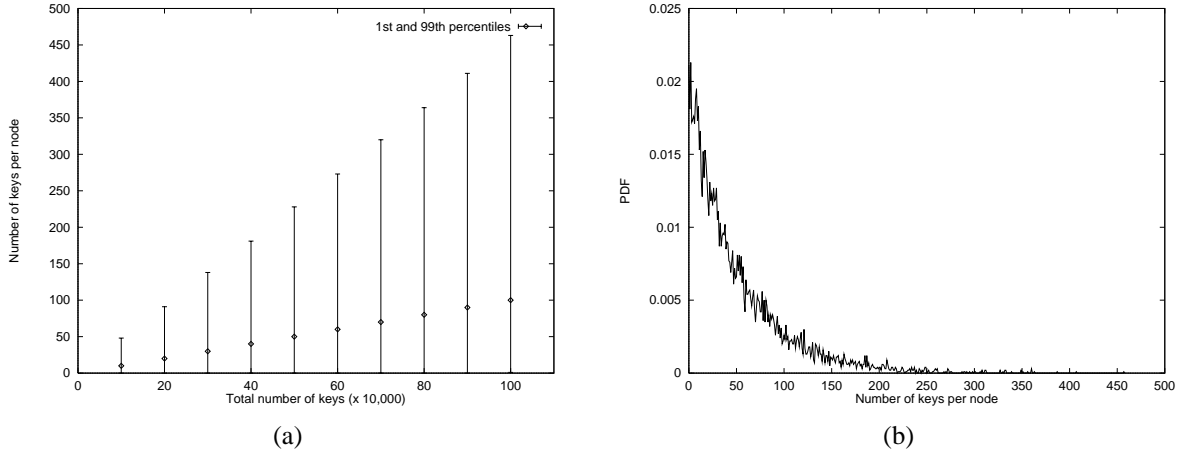 500
450
400
350
300
250
200
150
100
50
0
Number of keys per node
1st and 99th percentiles
0 20 40 60 80 100
Total number of keys (x 10,000)
(a)
0.025
0.02
0.015
0.01
0.005
0
PDF
0 50 100 150 200 250 300 350 400 450 500
Number of keys per node
(b)